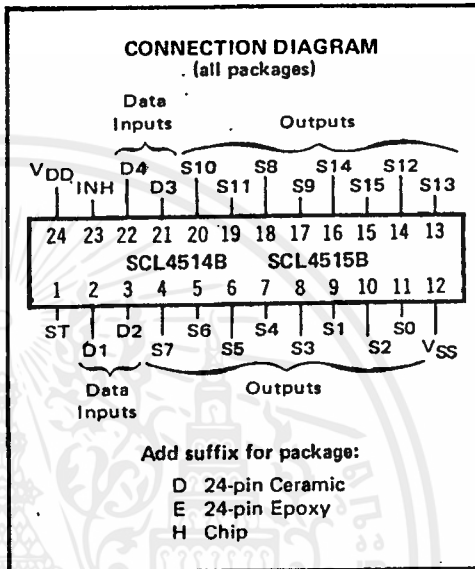 CONNECTION DIAGRAM
(all packages)
Data Inputs
Outputs
VDD INH D4 D3 S10 S11 S8 S9 S14 S15 S12 S13
24 23 22 21 20 19 18 17 16 15 14 13
SCL4514B SCL4515B
1 2 3 4 5 6 7 8 9 10 11 12
ST D1 D2 S7 S6 S5 S4 S3 S1 S2 S0 VSS
Data Inputs
Outputs
Add suffix for package:
D 24-pin Ceramic
E 24-pin Epoxy
H Chip